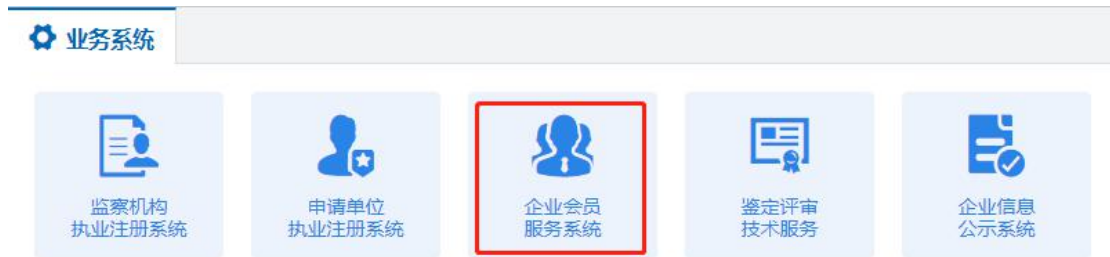 业务系统
监察机构
执业注册系统
申请单位
执业注册系统
企业会员
服务系统
鉴定评审
技术服务
企业信息
公示系统